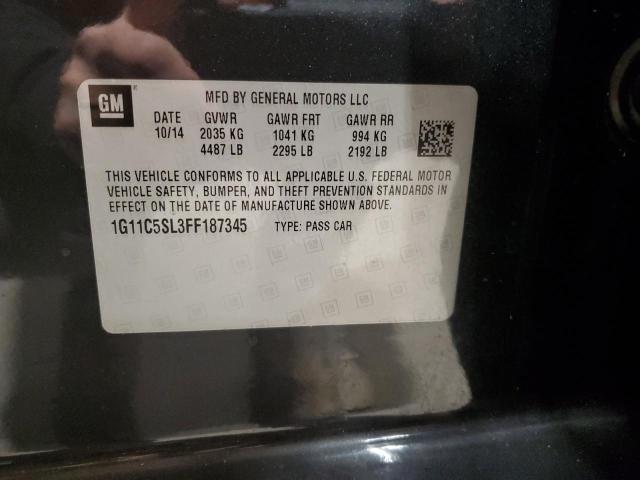 GM
MFD BY GENERAL MOTORS LLC
DATE GVWR GAWR FRT GAWR RR
10/14 2035 KG 1041 KG 994 KG
4487 LB 2295 LB 2192 LB
THIS VEHICLE CONFORMS TO ALL APPLICABLE U.S. FEDERAL MOTOR
VEHICLE SAFETY, BUMPER, AND THEFT PREVENTION STANDARDS IN
EFFECT ON THE DATE OF MANUFACTURE SHOWN ABOVE.
1G11C5SL3FF187345 TYPE: PASS CAR